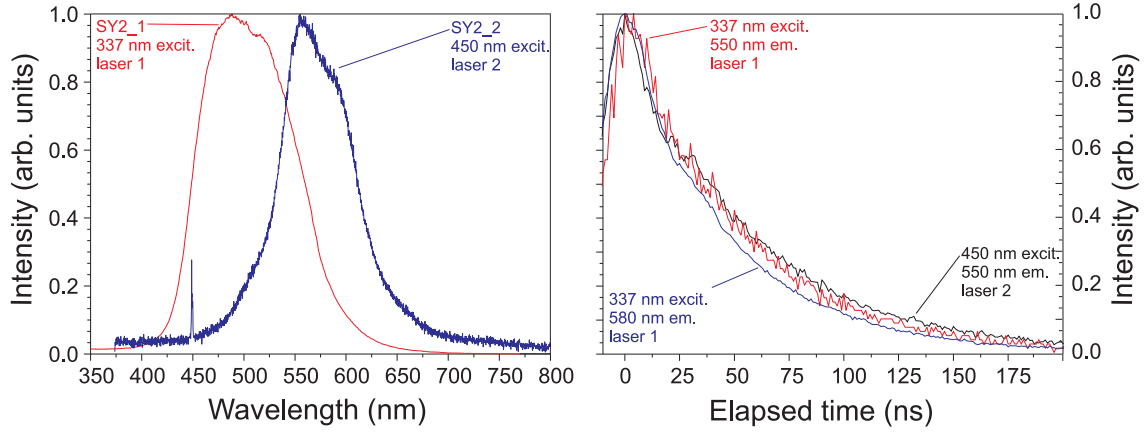 SY2_1
337 nm excit.
laser 1
SY2_2
450 nm excit.
laser 2
Intensity (arb. units)
1.0
0.8
0.6
0.4
0.2
0.0
350 400 450 500 550 600 650 700 750 800
Wavelength (nm)
337 nm excit.
550 nm em.
laser 1
337 nm excit.
580 nm em.
laser 1
450 nm excit.
550 nm em.
laser 2
1.0
0.8
0.6
0.4
0.2
0.0
Intensity (arb. units)
0 25 50 75 100 125 150 175
Elapsed time (ns)